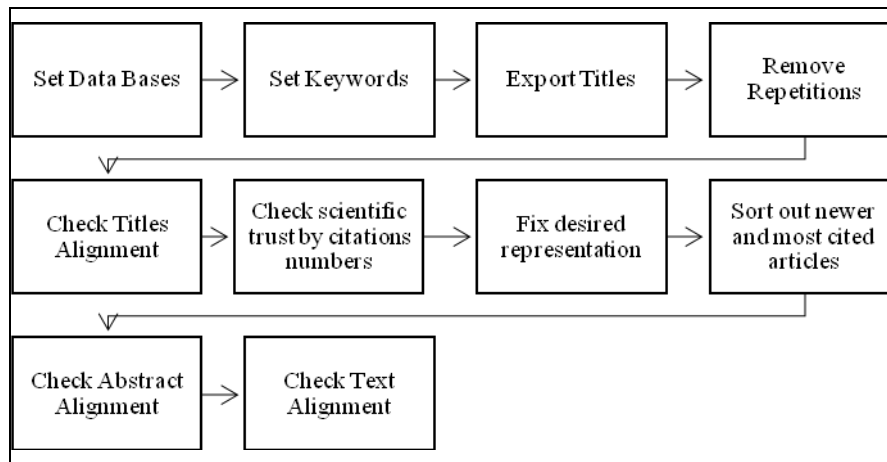 Set Data Bases
Set Keywords
Export Titles
Remove
Repetitions
Check Titles
Alignment
Check scientific
trust by citations
numbers
Fix desired
representation
Sort out newer
and most cited
articles
Check Abstract
Alignment
Check Text
Alignment